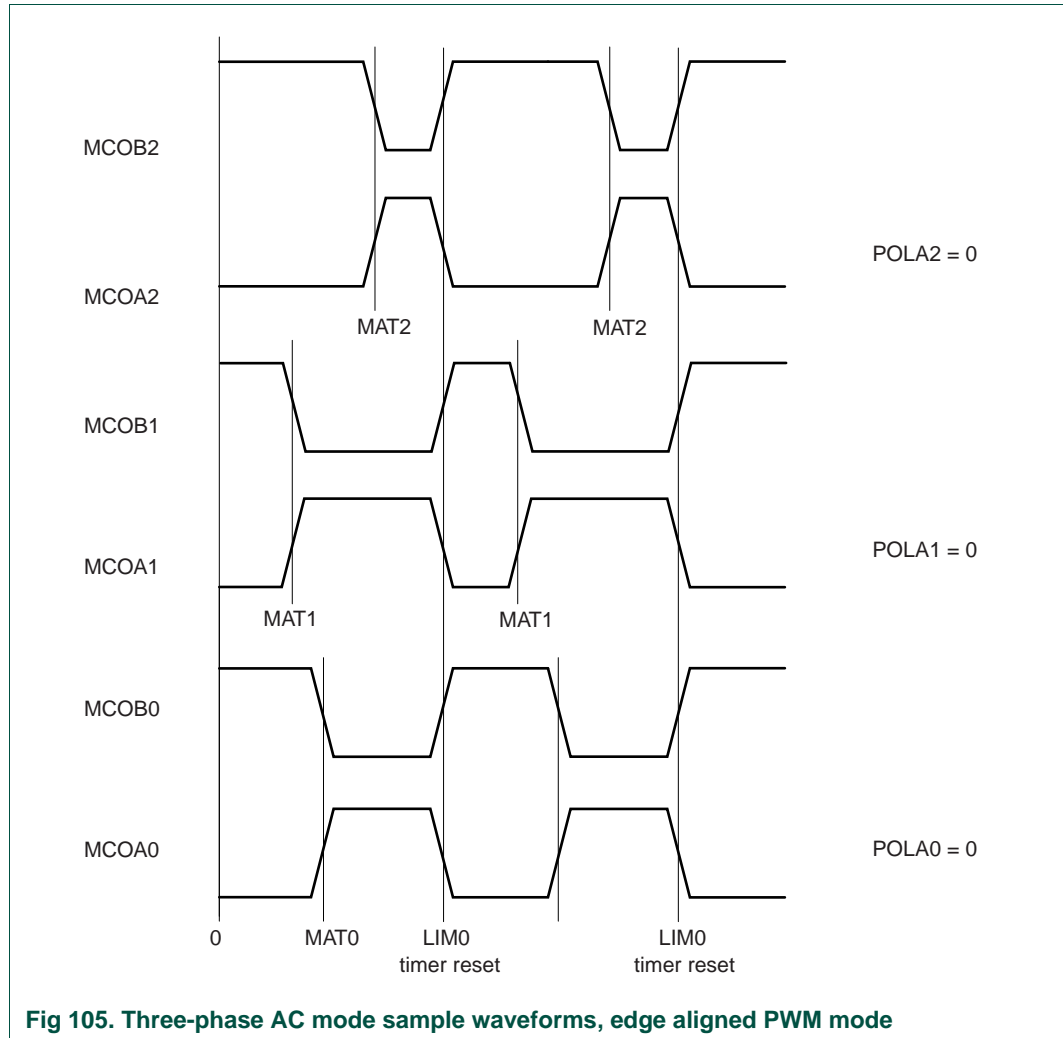 MCOB2
POLA2 = 0
MCOA2
MAT2 MAT2
MCOB1
MCOA1
POLA1 = 0
MAT1 MAT1
MCOB0
MCOA0
POLA0 = 0
0 MAT0 LIM0 LIM0
timer reset timer reset
Fig 105. Three-phase AC mode sample waveforms, edge aligned PWM mode